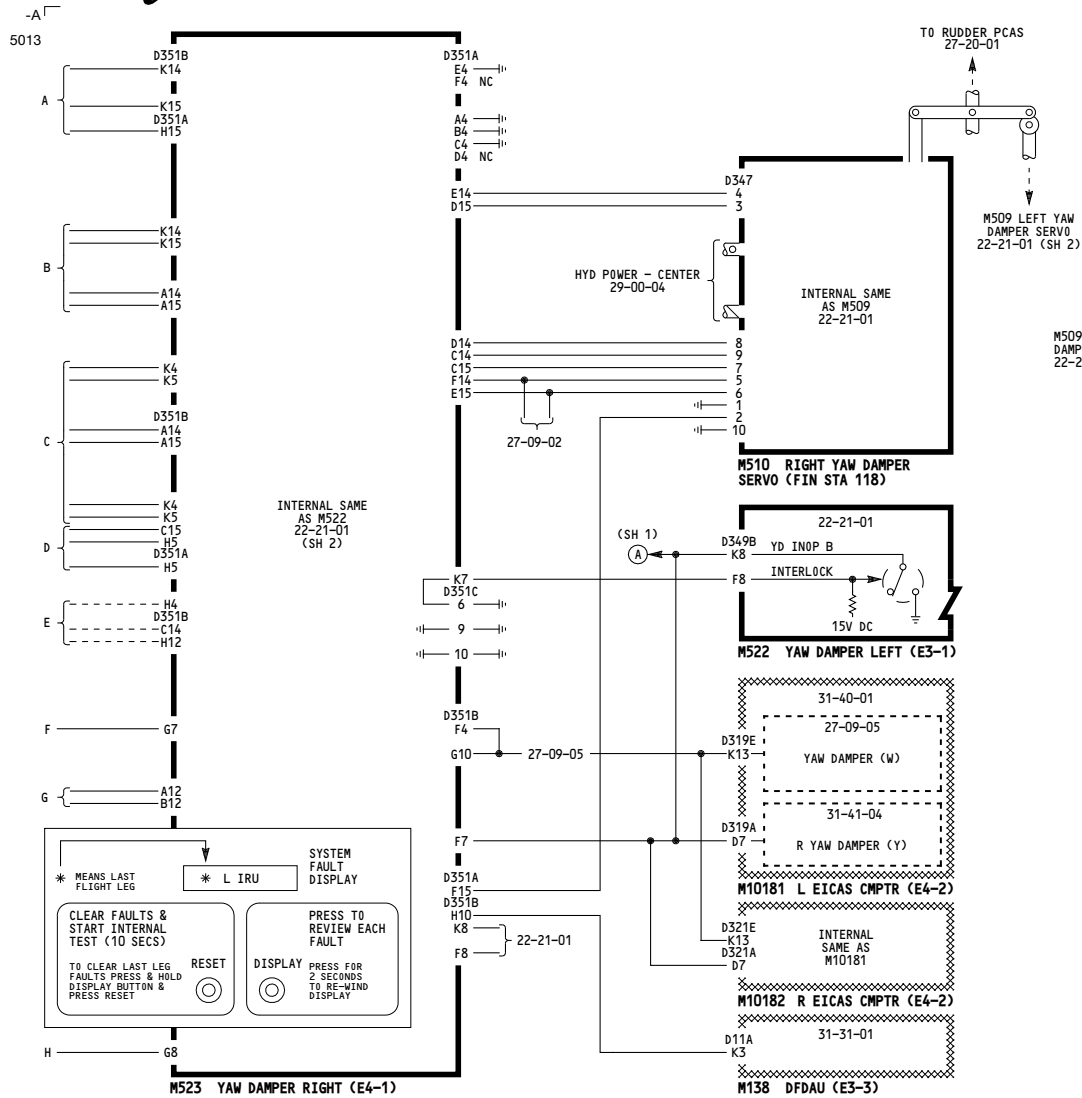 -A
5013
A
D351B
K14
K15
D351A
H15
B
K14
K15
A14
A15
C
K4
K5
D351B
A14
A15
K4
K5
D
C15
H5
D351A
H5
E
H4
D351B
C14
H12
F
G7
G
A12
B12
INTERNAL SAME
AS M522
22-21-01
(SH 2)
D351A
E4
F4 NC
A4
B4
C4
D4 NC
E14
D15
D14
C14
C15
F14
E15
27-09-02
K7
D351C
6
9
10
D351B
F4
G10
27-09-05
F7
D351A
F15
D351B
H10
K8
F8
22-21-01
* MEANS LAST
FLIGHT LEG
* L IRU
SYSTEM
FAULT
DISPLAY
CLEAR FAULTS &
START INTERNAL
TEST (10 SECS)
TO CLEAR LAST LEG
FAULTS PRESS & HOLD
DISPLAY BUTTON &
PRESS RESET
RESET
PRESS TO
REVIEW EACH
FAULT
DISPLAY
PRESS FOR
2 SECONDS
TO RE-WIND
DISPLAY
H
G8
M523 YAW DAMPER RIGHT (E4-1)
TO RUDDER PCAS
27-20-01
M509 LEFT YAW
DAMPER SERVO
22-21-01 (SH 2)
M509
DAMP
22-2
HYD POWER - CENTER
29-00-04
D347
4
3
8
9
7
5
6
1
2
10
INTERNAL SAME
AS M509
22-21-01
M510 RIGHT YAW DAMPER
SERVO (FIN STA 118)
22-21-01
(SH 1)
A
D349B
K8 YD INOP B
F8 INTERLOCK
15V DC
M522 YAW DAMPER LEFT (E3-1)
31-40-01
27-09-05
D319E
K13
YAW DAMPER (W)
31-41-04
D319A
D7
R YAW DAMPER (Y)
M10181 L EICAS CMPTR (E4-2)
D321E
K13
D321A
D7
INTERNAL
SAME AS
M10181
M10182 R EICAS CMPTR (E4-2)
31-31-01
D11A
K3
M138 DFDAU (E3-3)